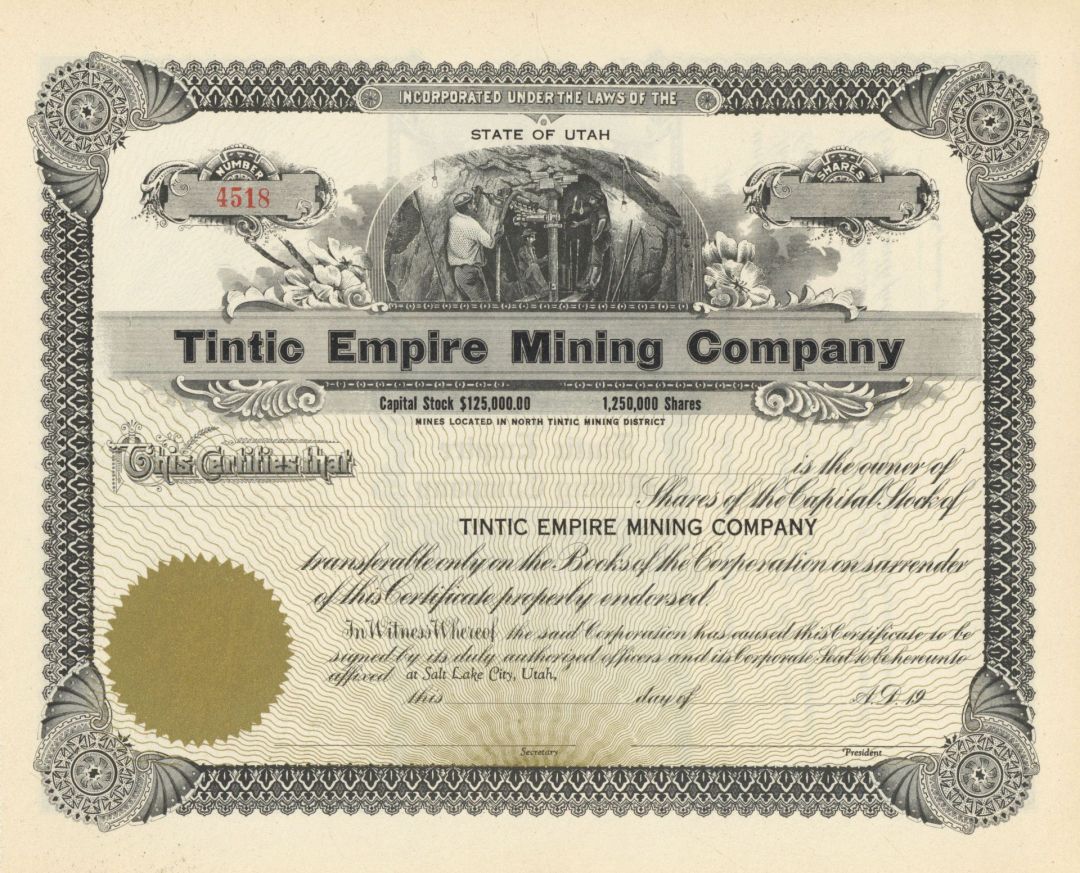 INCORPORATED UNDER THE LAWS OF THE
STATE OF UTAH
NUMBER
4518
SHARES
Tintic Empire Mining Company
Capital Stock $125,000.00 1,250,000 Shares
MINES LOCATED IN NORTH TINTIC MINING DISTRICT
This Certifies that is the owner of
Shares of the Capital Stock of
TINTIC EMPIRE MINING COMPANY
transferable only on the Books of the Corporation on surrender
of this Certificate properly endorsed.
In Witness Whereof, the said Corporation has caused this Certificate to be
signed by its duly authorized officers and its Corporate Seal to be hereunto
affixed at Salt Lake City, Utah,
this day of A.D. 19
Secretary President